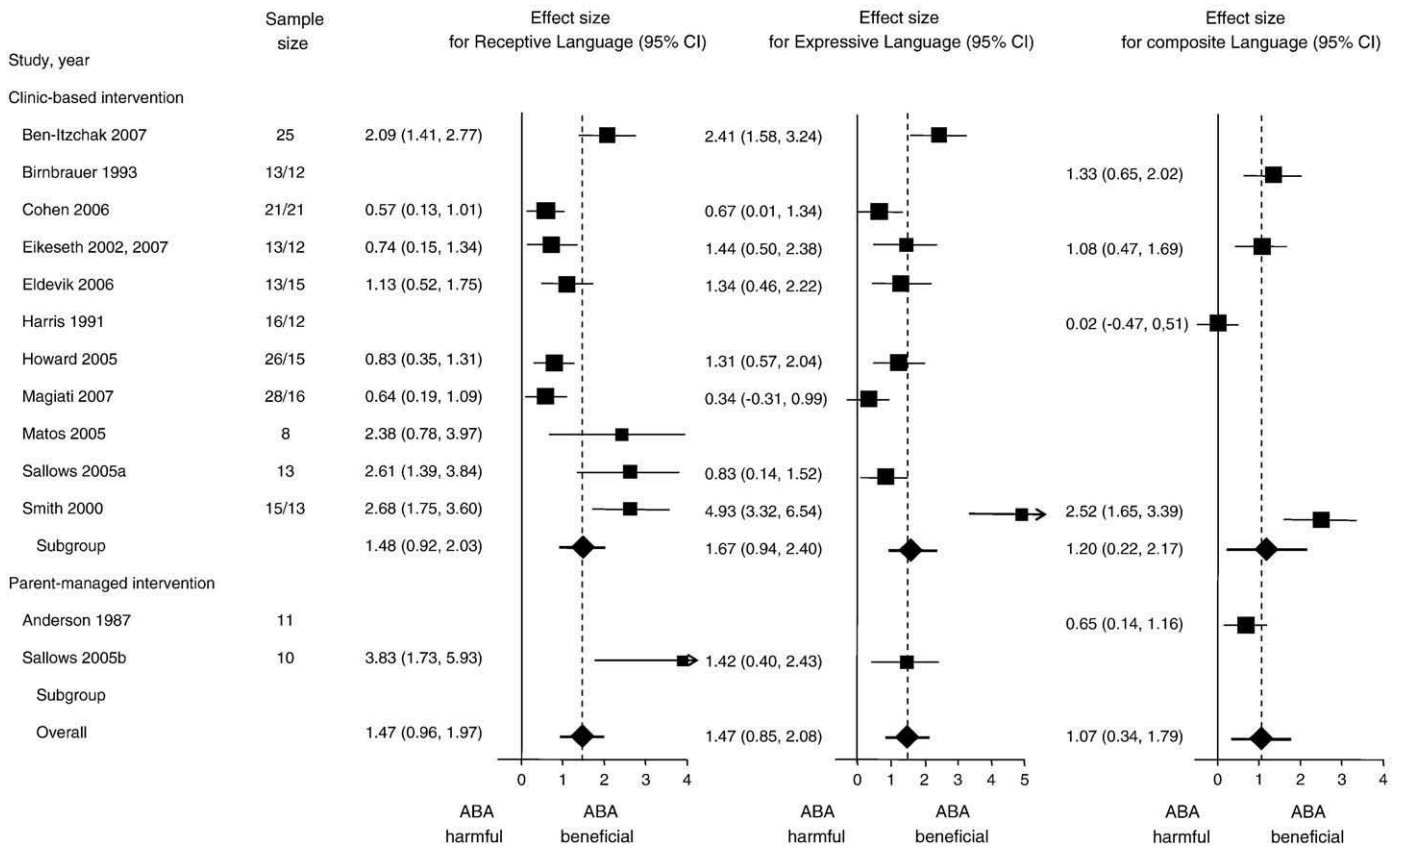 Sample size
Effect size for Receptive Language (95% CI)
Effect size for Expressive Language (95% CI)
Effect size for composite Language (95% CI)
Study, year
Clinic-based intervention
Ben-Itzchak 2007 25 2.09 (1.41, 2.77) 2.41 (1.58, 3.24)
Birnbrauer 1993 13/12 1.33 (0.65, 2.02)
Cohen 2006 21/21 0.57 (0.13, 1.01) 0.67 (0.01, 1.34)
Eikeseth 2002, 2007 13/12 0.74 (0.15, 1.34) 1.44 (0.50, 2.38) 1.08 (0.47, 1.69)
Eldevik 2006 13/15 1.13 (0.52, 1.75) 1.34 (0.46, 2.22)
Harris 1991 16/12 0.02 (-0.47, 0,51)
Howard 2005 26/15 0.83 (0.35, 1.31) 1.31 (0.57, 2.04)
Magiati 2007 28/16 0.64 (0.19, 1.09) 0.34 (-0.31, 0.99)
Matos 2005 8 2.38 (0.78, 3.97)
Sallows 2005a 13 2.61 (1.39, 3.84) 0.83 (0.14, 1.52)
Smith 2000 15/13 2.68 (1.75, 3.60) 4.93 (3.32, 6.54) 2.52 (1.65, 3.39)
Subgroup 1.48 (0.92, 2.03) 1.67 (0.94, 2.40) 1.20 (0.22, 2.17)
Parent-managed intervention
Anderson 1987 11 0.65 (0.14, 1.16)
Sallows 2005b 10 3.83 (1.73, 5.93) 1.42 (0.40, 2.43)
Subgroup
Overall 1.47 (0.96, 1.97) 1.47 (0.85, 2.08) 1.07 (0.34, 1.79)
0 1 2 3 4 0 1 2 3 4 5 0 1 2 3 4
ABA harmful ABA beneficial ABA harmful ABA beneficial ABA harmful ABA beneficial